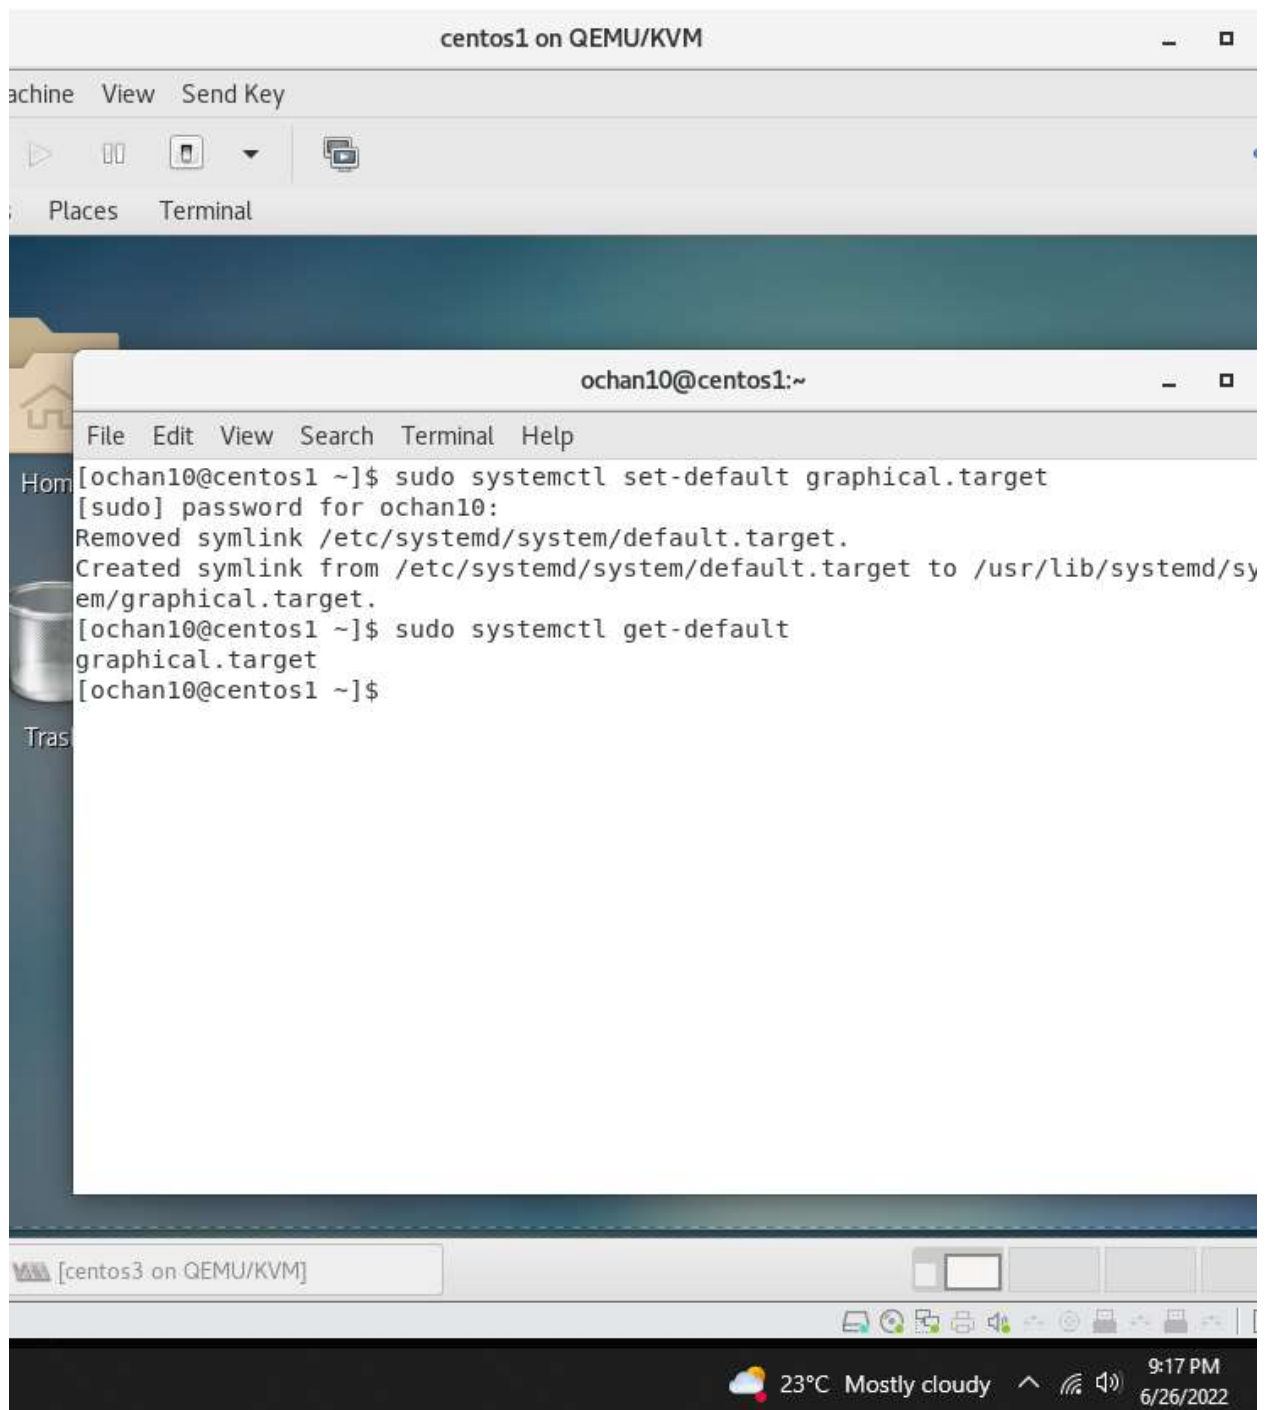 centos1 on QEMU/KVM
achine View Send Key
Places Terminal
ochan10@centos1:~
File Edit View Search Terminal Help
Hom
[ochan10@centos1 ~]$ sudo systemctl set-default graphical.target
[sudo] password for ochan10:
Removed symlink /etc/systemd/system/default.target.
Created symlink from /etc/systemd/system/default.target to /usr/lib/systemd/sy
em/graphical.target.
[ochan10@centos1 ~]$ sudo systemctl get-default
graphical.target
[ochan10@centos1 ~]$
Tras
[centos3 on QEMU/KVM]
23°C Mostly cloudy
9:17 PM
6/26/2022